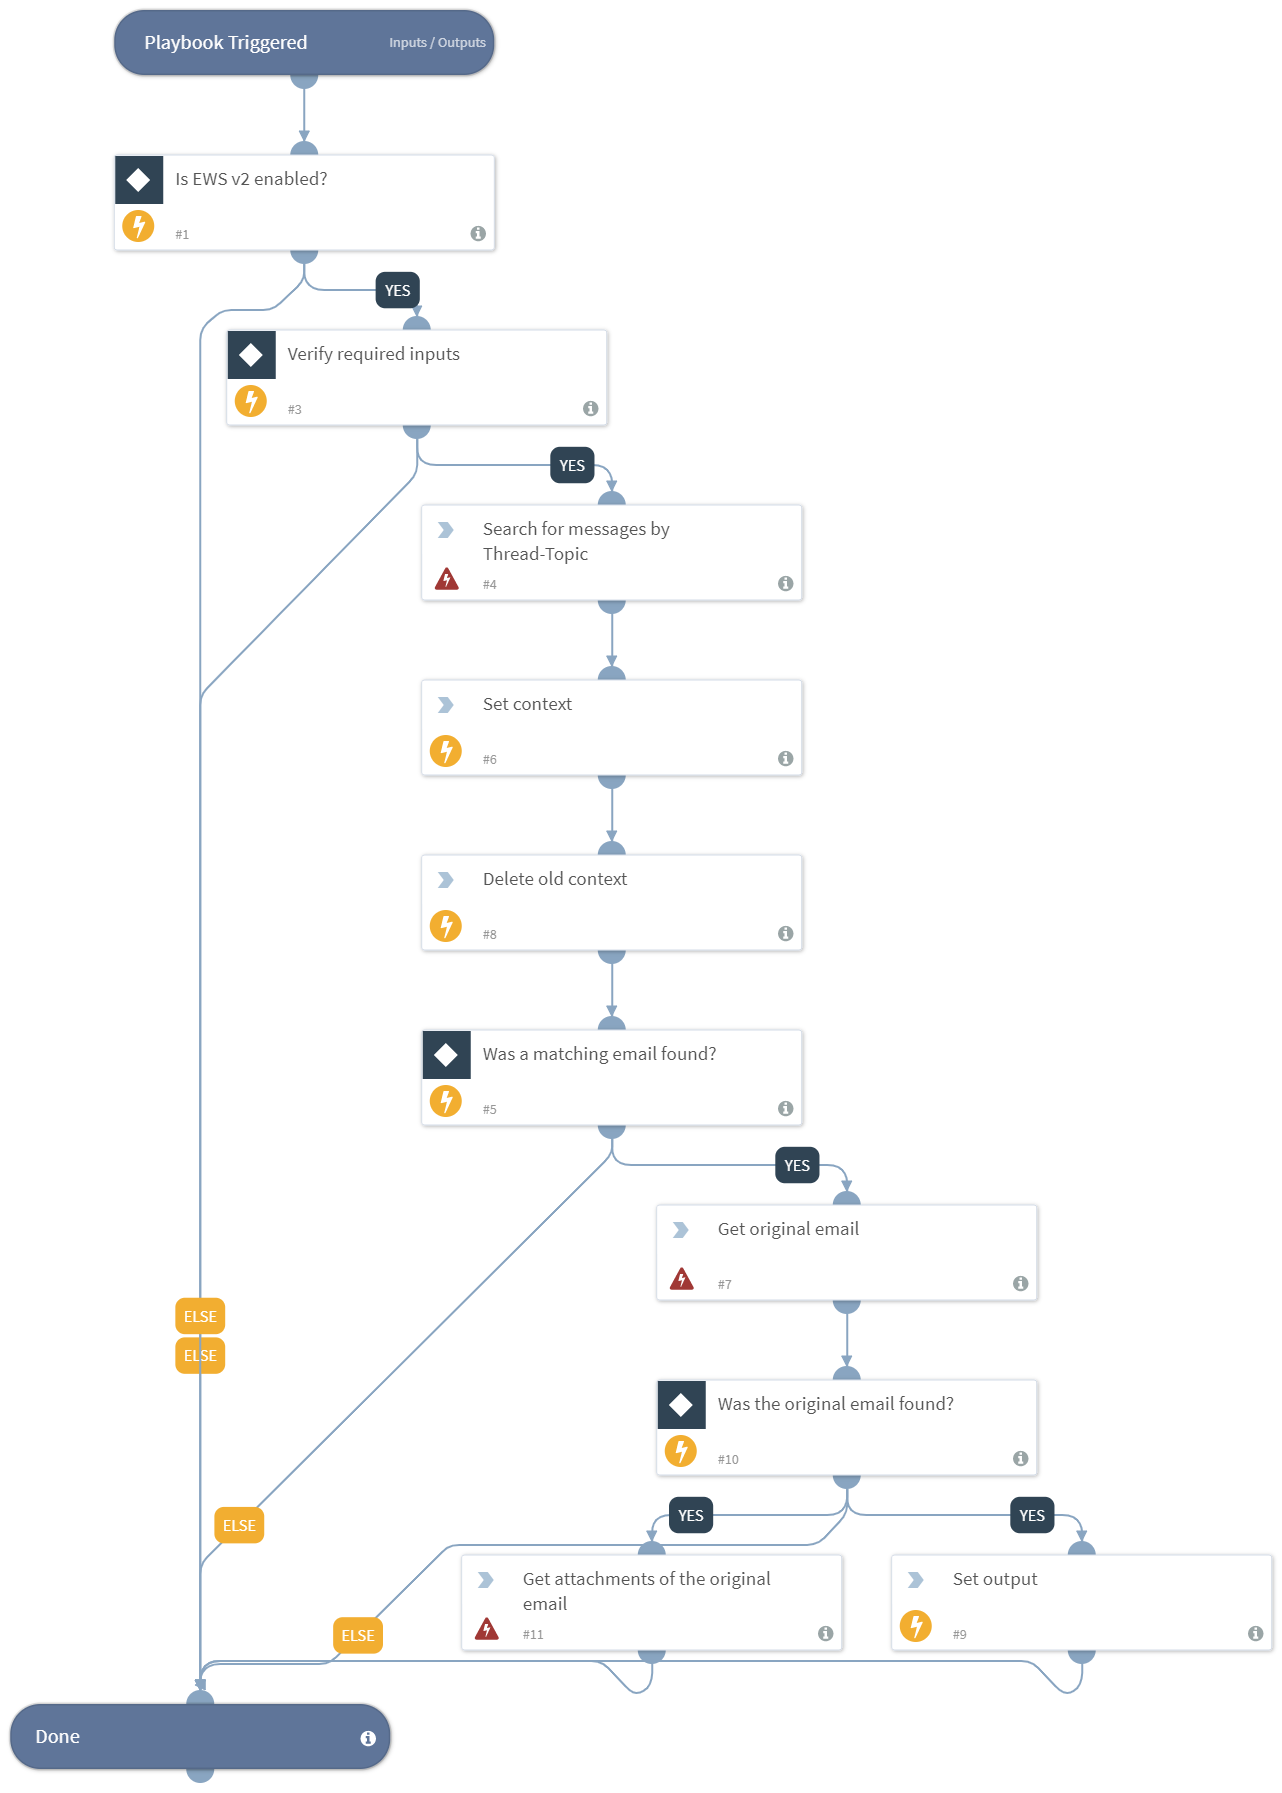 Playbook Triggered
Inputs / Outputs
Is EWS v2 enabled?
#1
YES
Verify required inputs
#3
YES
Search for messages by
Thread-Topic
#4
Set context
#6
Delete old context
#8
Was a matching email found?
#5
YES
Get original email
#7
ELSE
ELSE
Was the original email found?
#10
YES
YES
ELSE
Get attachments of the original
email
#11
Set output
#9
ELSE
Done